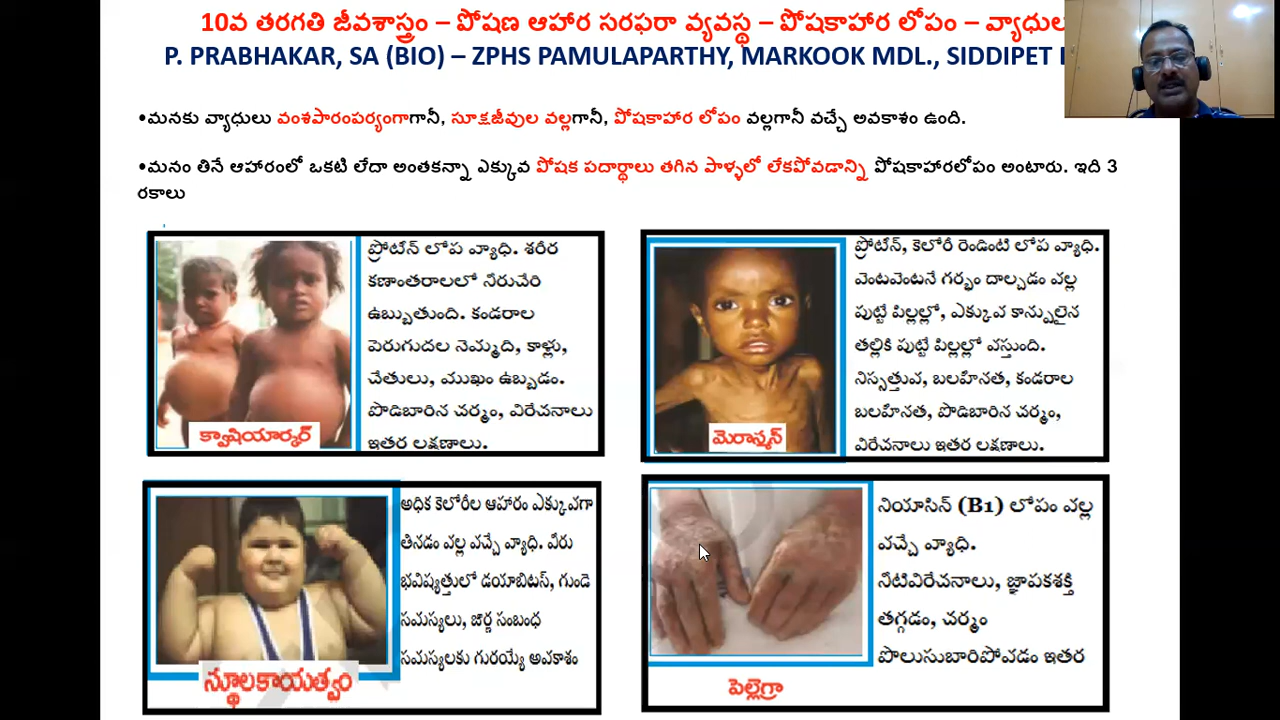 10వ తరగతి జీవశాస్త్రం – పోషణ ఆహార సరఫరా వ్యవస్థ – పోషకాహార లోపం – వ్యాధుల
P. PRABHAKAR, SA (BIO) – ZPHS PAMULAPARTHY, MARKOOK MDL., SIDDIPET
•మనకు వ్యాధులు వంశపారంపర్యంగాగానీ, సూక్షజీవుల వల్లగానీ, పోషకాహార లోపం వల్లగానీ వచ్చే అవకాశం ఉంది.
•మనం తినే ఆహారంలో ఒకటి లేదా అంతకన్నా ఎక్కువ పోషక పదార్థాలు తగిన పాళ్ళలో లేకపోవడాన్ని పోషకాహారలోపం అంటారు. ఇది 3
రకాలు
ప్రోటీన్ లోప వ్యాధి. శరీర
కణాంతరాలలో నీరుచేరి
ఉబ్బుతుంది. కండరాల
పెరుగుదల నెమ్మది, కాళ్లు,
చేతులు, ముఖం ఉబ్బడం.
పొడిబారిన చర్మం, విరేచనాలు
ఇతర లక్షణాలు.
క్వాషియార్కర్
ప్రోటీన్, కెలోరీ రెండింటి లోప వ్యాధి.
వెంటవెంటనే గర్భం దాల్చడం వల్ల
పుట్టే పిల్లల్లో, ఎక్కువ కాన్పులైన
తల్లికి పుట్టే పిల్లల్లో వస్తుంది.
నిస్సత్తువ, బలహీనత, కండరాల
బలహీనత, పొడిబారిన చర్మం,
విరేచనాలు ఇతర లక్షణాలు.
మెరాస్మస్
అధిక కెలోరీల ఆహారం ఎక్కువగా
తినడం వల్ల వచ్చే వ్యాధి. వీరు
భవిష్యత్తులో డయాబిటస్, గుండె
సమస్యలు, జీర్ణ సంబంధ
సమస్యలకు గురయ్యే అవకాశం
స్థూలకాయత్వం
నియాసిన్ (B1) లోపం వల్ల
వచ్చే వ్యాధి.
నీటివిరేచనాలు, జ్ఞాపకశక్తి
తగ్గడం, చర్మం
పొలుసుబారిపోవడం ఇతర
పెల్లెగ్రా